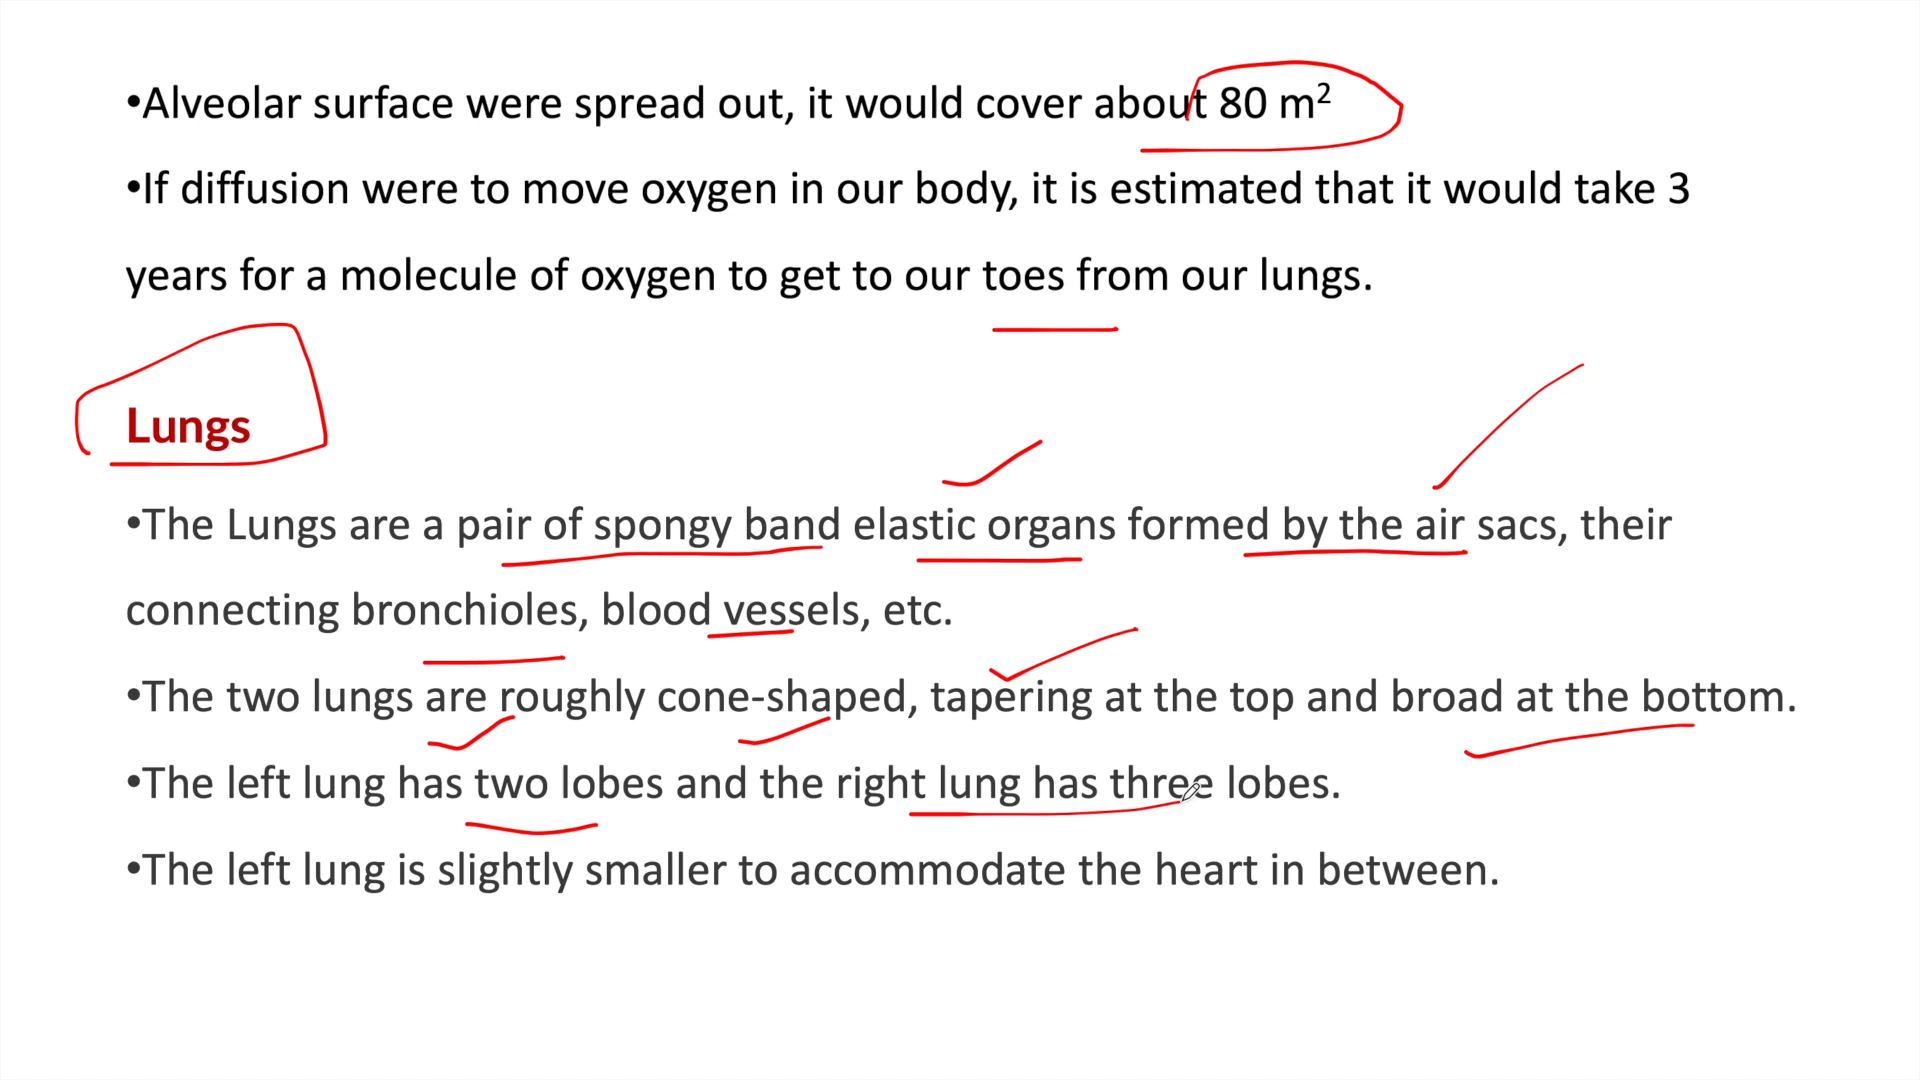 •Alveolar surface were spread out, it would cover about 80 m²
•If diffusion were to move oxygen in our body, it is estimated that it would take 3
years for a molecule of oxygen to get to our toes from our lungs.
Lungs
•The Lungs are a pair of spongy band elastic organs formed by the air sacs, their
connecting bronchioles, blood vessels, etc.
•The two lungs are roughly cone-shaped, tapering at the top and broad at the bottom.
•The left lung has two lobes and the right lung has three lobes.
•The left lung is slightly smaller to accommodate the heart in between.